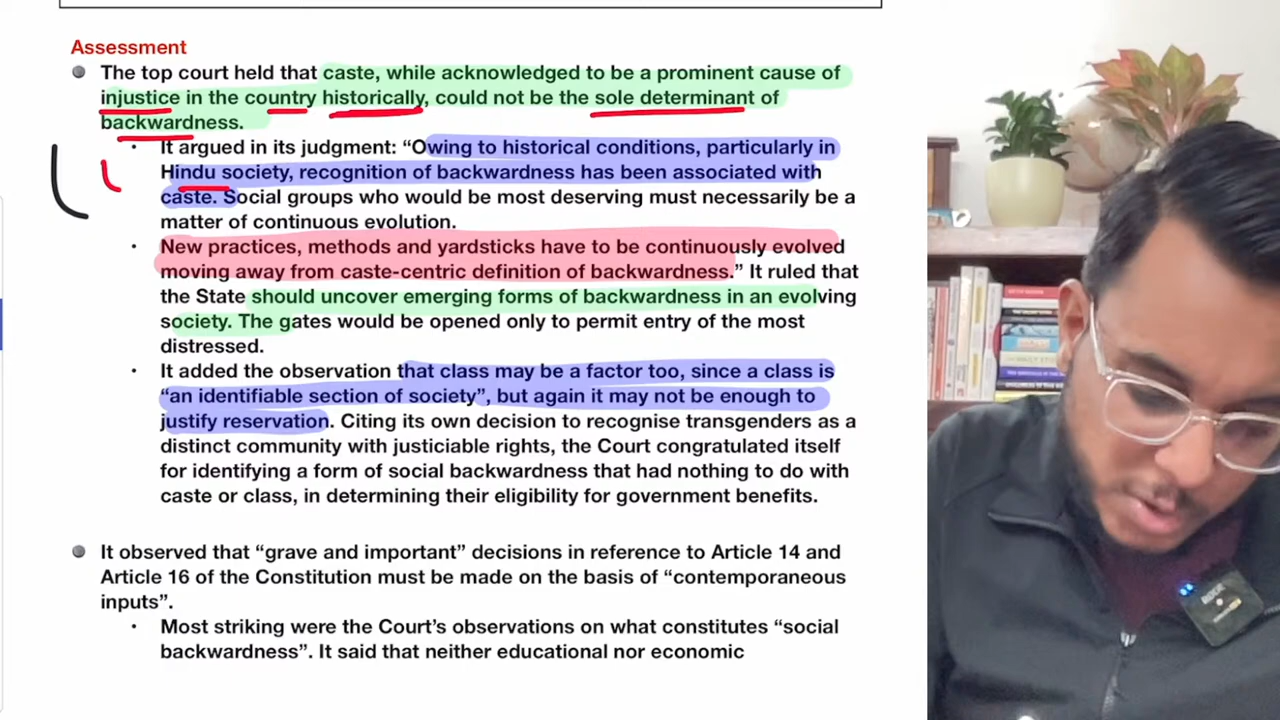 Assessment
The top court held that caste, while acknowledged to be a prominent cause of
injustice in the country historically, could not be the sole determinant of
backwardness.
It argued in its judgment: “Owing to historical conditions, particularly in
Hindu society, recognition of backwardness has been associated with
caste. Social groups who would be most deserving must necessarily be a
matter of continuous evolution.
New practices, methods and yardsticks have to be continuously evolved
moving away from caste-centric definition of backwardness.” It ruled that
the State should uncover emerging forms of backwardness in an evolving
society. The gates would be opened only to permit entry of the most
distressed.
It added the observation that class may be a factor too, since a class is
“an identifiable section of society”, but again it may not be enough to
justify reservation. Citing its own decision to recognise transgenders as a
distinct community with justiciable rights, the Court congratulated itself
for identifying a form of social backwardness that had nothing to do with
caste or class, in determining their eligibility for government benefits.
It observed that “grave and important” decisions in reference to Article 14 and
Article 16 of the Constitution must be made on the basis of “contemporaneous
inputs”.
Most striking were the Court’s observations on what constitutes “social
backwardness”. It said that neither educational nor economic